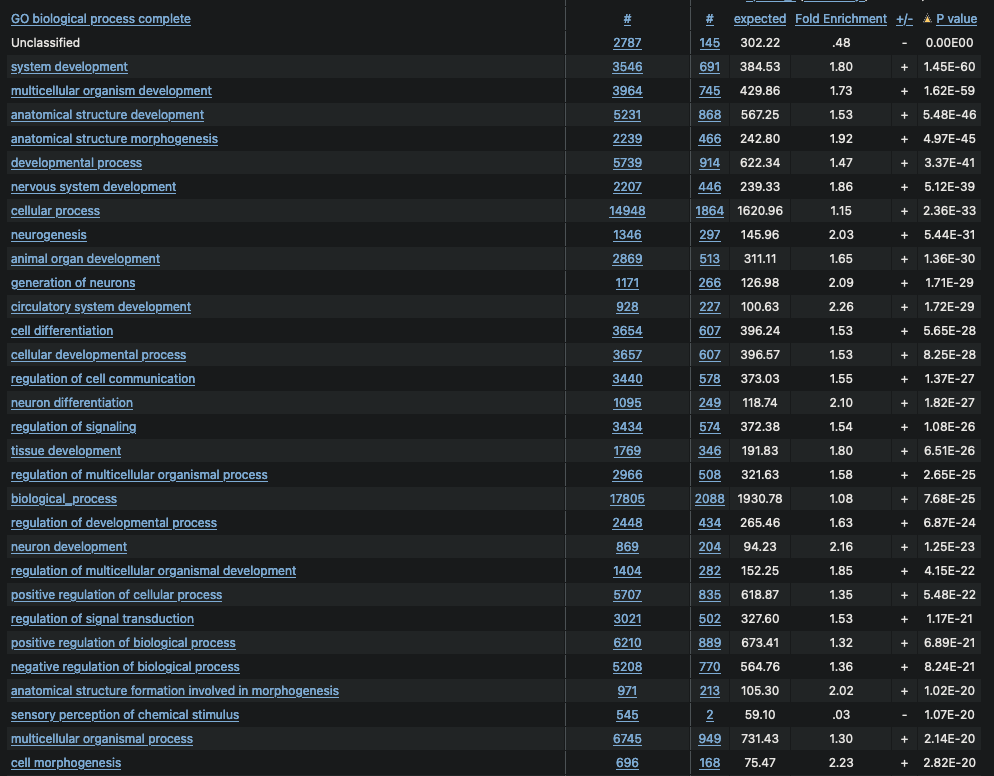 GO biological process complete # # expected Fold Enrichment +/- P value
Unclassified 2787 145 302.22 .48 - 0.00E00
system development 3546 691 384.53 1.80 + 1.45E-60
multicellular organism development 3964 745 429.86 1.73 + 1.62E-59
anatomical structure development 5231 868 567.25 1.53 + 5.48E-46
anatomical structure morphogenesis 2239 466 242.80 1.92 + 4.97E-45
developmental process 5739 914 622.34 1.47 + 3.37E-41
nervous system development 2207 446 239.33 1.86 + 5.12E-39
cellular process 14948 1864 1620.96 1.15 + 2.36E-33
neurogenesis 1346 297 145.96 2.03 + 5.44E-31
animal organ development 2869 513 311.11 1.65 + 1.36E-30
generation of neurons 1171 266 126.98 2.09 + 1.71E-29
circulatory system development 928 227 100.63 2.26 + 1.72E-29
cell differentiation 3654 607 396.24 1.53 + 5.65E-28
cellular developmental process 3657 607 396.57 1.53 + 8.25E-28
regulation of cell communication 3440 578 373.03 1.55 + 1.37E-27
neuron differentiation 1095 249 118.74 2.10 + 1.82E-27
regulation of signaling 3434 574 372.38 1.54 + 1.08E-26
tissue development 1769 346 191.83 1.80 + 6.51E-26
regulation of multicellular organismal process 2966 508 321.63 1.58 + 2.65E-25
biological_process 17805 2088 1930.78 1.08 + 7.68E-25
regulation of developmental process 2448 434 265.46 1.63 + 6.87E-24
neuron development 869 204 94.23 2.16 + 1.25E-23
regulation of multicellular organismal development 1404 282 152.25 1.85 + 4.15E-22
positive regulation of cellular process 5707 835 618.87 1.35 + 5.48E-22
regulation of signal transduction 3021 502 327.60 1.53 + 1.17E-21
positive regulation of biological process 6210 889 673.41 1.32 + 6.89E-21
negative regulation of biological process 5208 770 564.76 1.36 + 8.24E-21
anatomical structure formation involved in morphogenesis 971 213 105.30 2.02 + 1.02E-20
sensory perception of chemical stimulus 545 2 59.10 .03 - 1.07E-20
multicellular organismal process 6745 949 731.43 1.30 + 2.14E-20
cell morphogenesis 696 168 75.47 2.23 + 2.82E-20